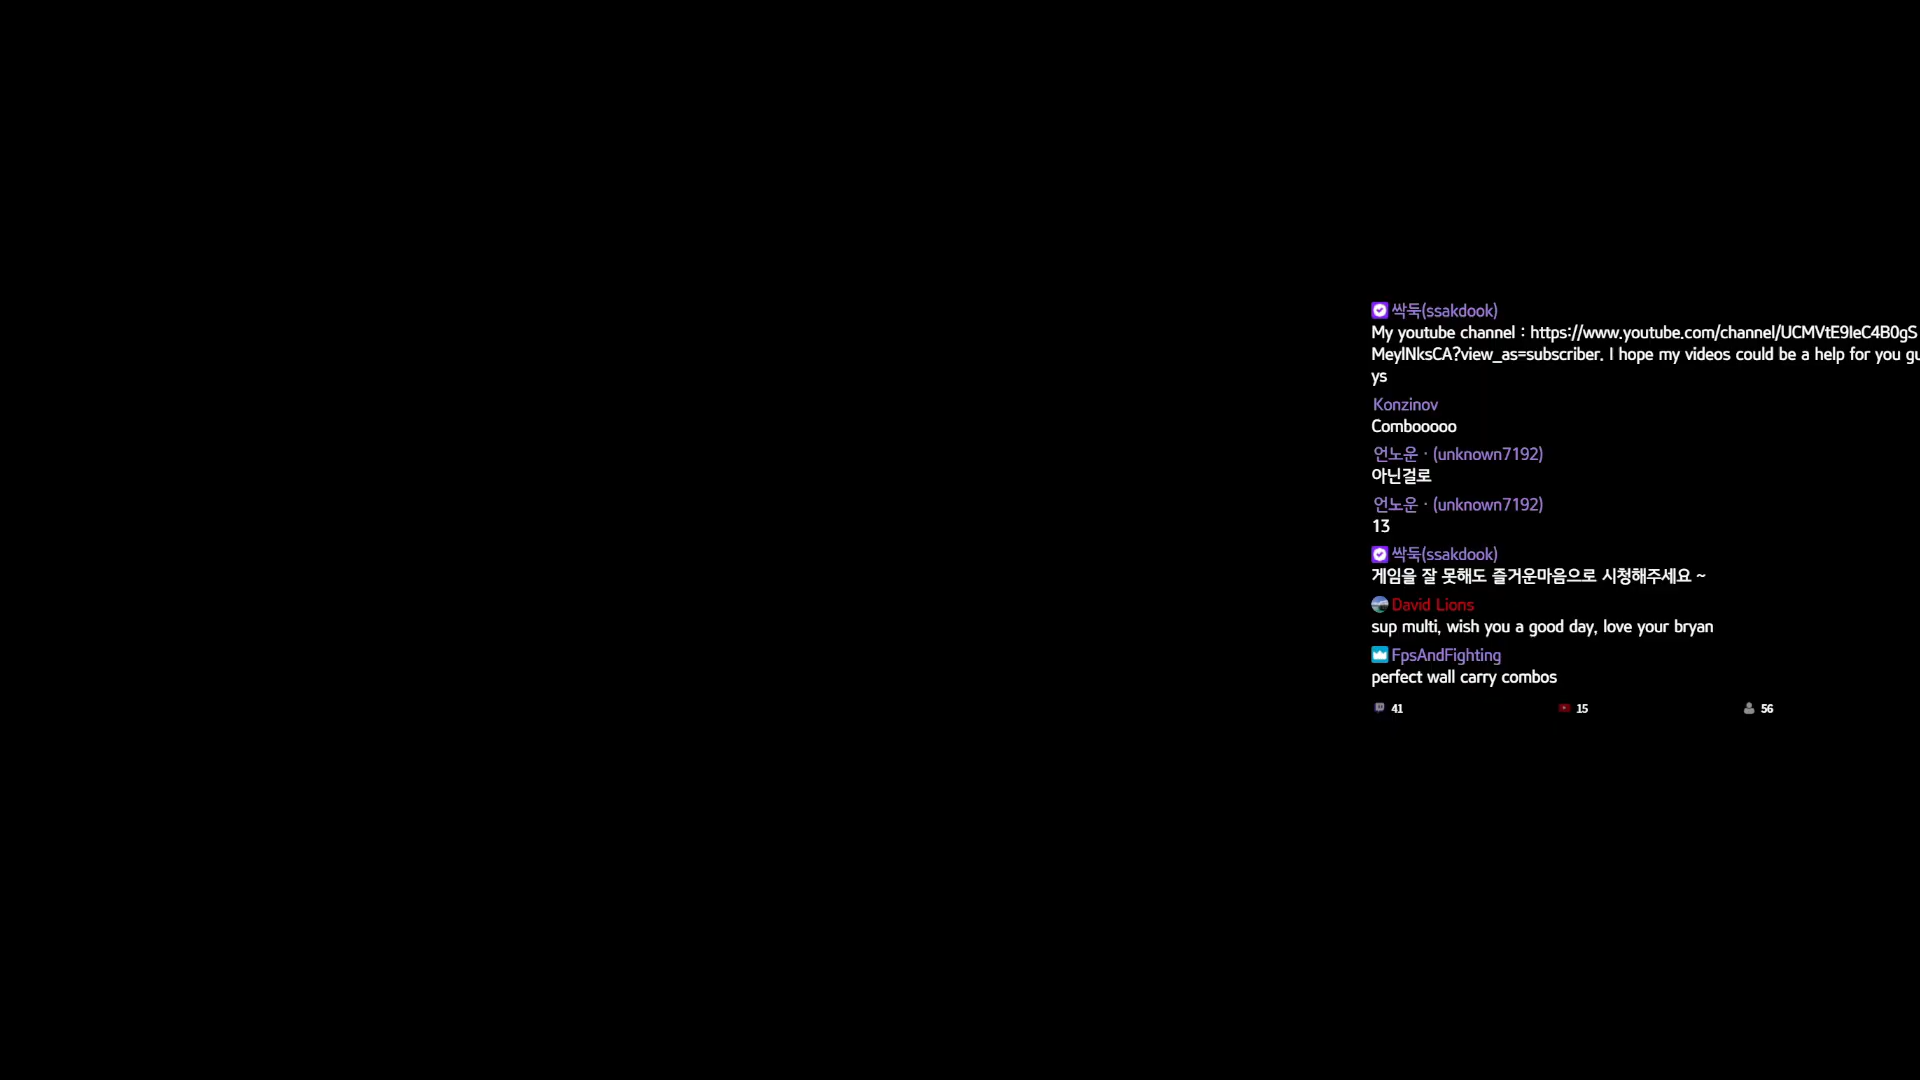 싹둑(ssakdook)
My youtube channel : https://www.youtube.com/channel/UCMVtE9IeC4B0gS
MeylNksCA?view_as=subscriber. I hope my videos could be a help for you gu
ys
Konzinov
Combooooo
언노운 · (unknown7192)
아닌걸로
언노운 · (unknown7192)
13
싹둑(ssakdook)
게임을 잘 못해도 즐거운마음으로 시청해주세요 ~
David Lions
sup multi, wish you a good day, love your bryan
FpsAndFighting
perfect wall carry combos
41 15 56